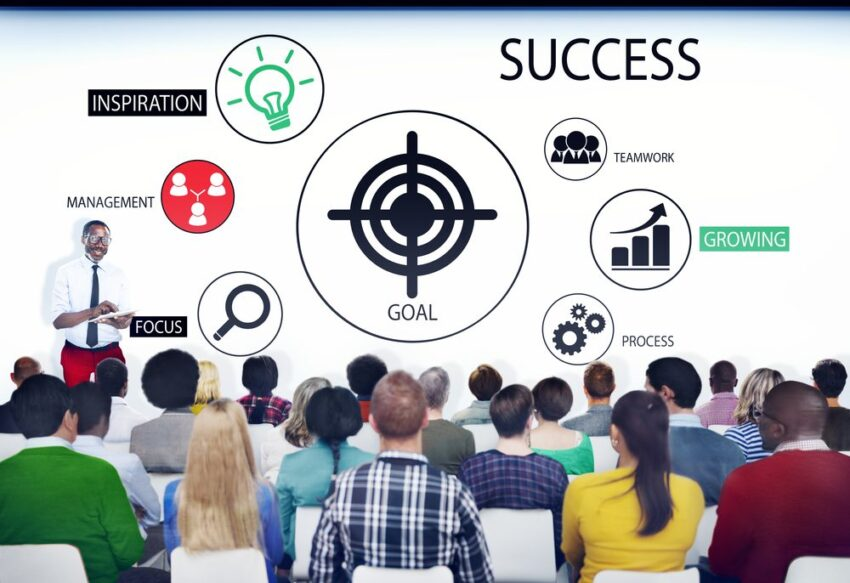 SUCCESS
INSPIRATION
TEAMWORK
MANAGEMENT
GROWING
GOAL
FOCUS
PROCESS